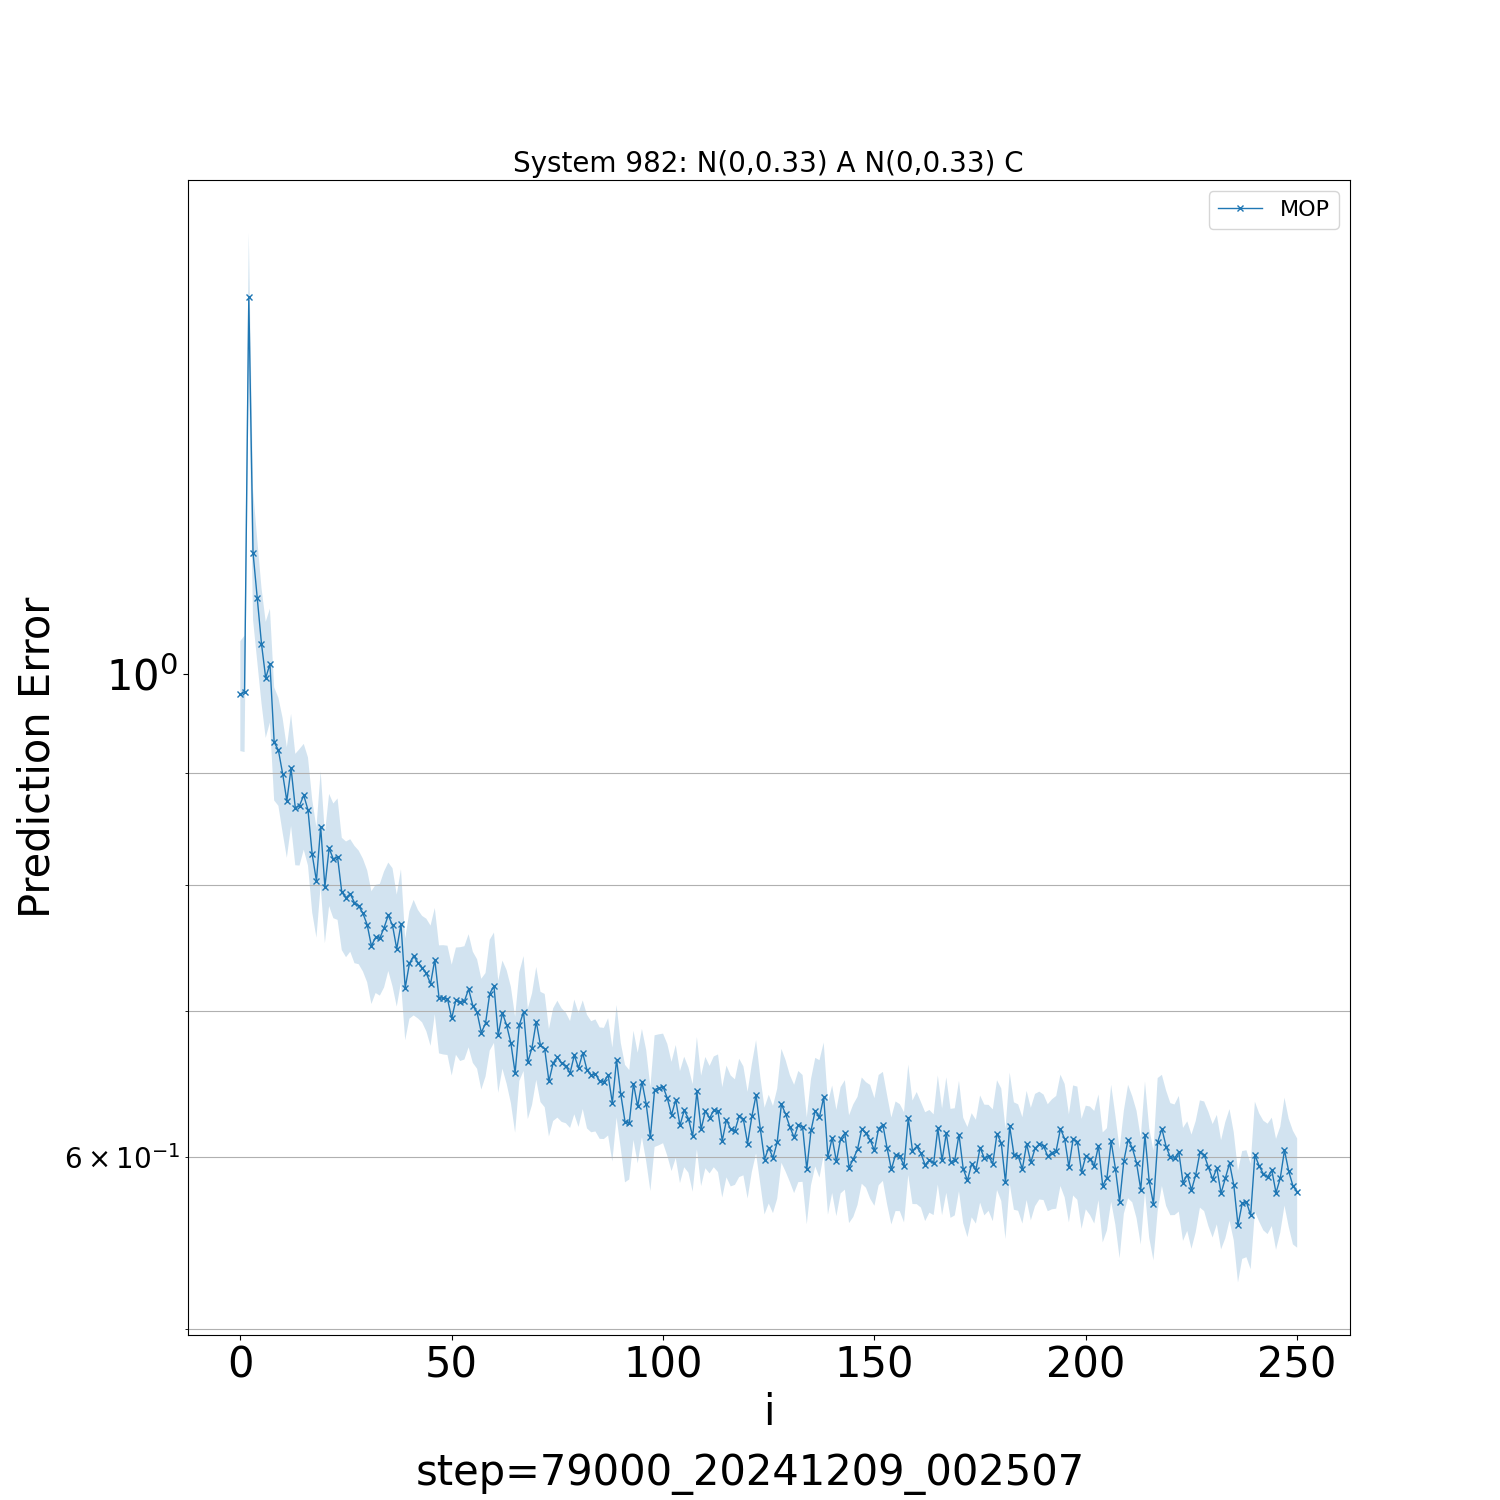 System 982: N(0,0.33) A N(0,0.33) C
MOP
Prediction Error
10⁰
6 × 10⁻¹
0 50 100 150 200 250
i
step=79000_20241209_002507